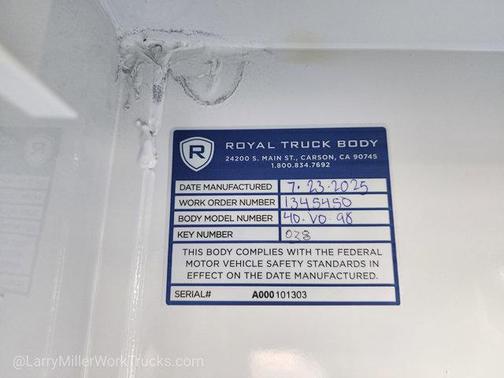 R ROYAL TRUCK BODY
24200 S. MAIN ST., CARSON, CA 90745
1.800.834.7692
DATE MANUFACTURED 7.23.2025
WORK ORDER NUMBER 1345450
BODY MODEL NUMBER 40-VO-98
KEY NUMBER 028
THIS BODY COMPLIES WITH THE FEDERAL
MOTOR VEHICLE SAFETY STANDARDS IN
EFFECT ON THE DATE MANUFACTURED.
SERIAL# A000101303
@LarryMillerWorkTrucks.com